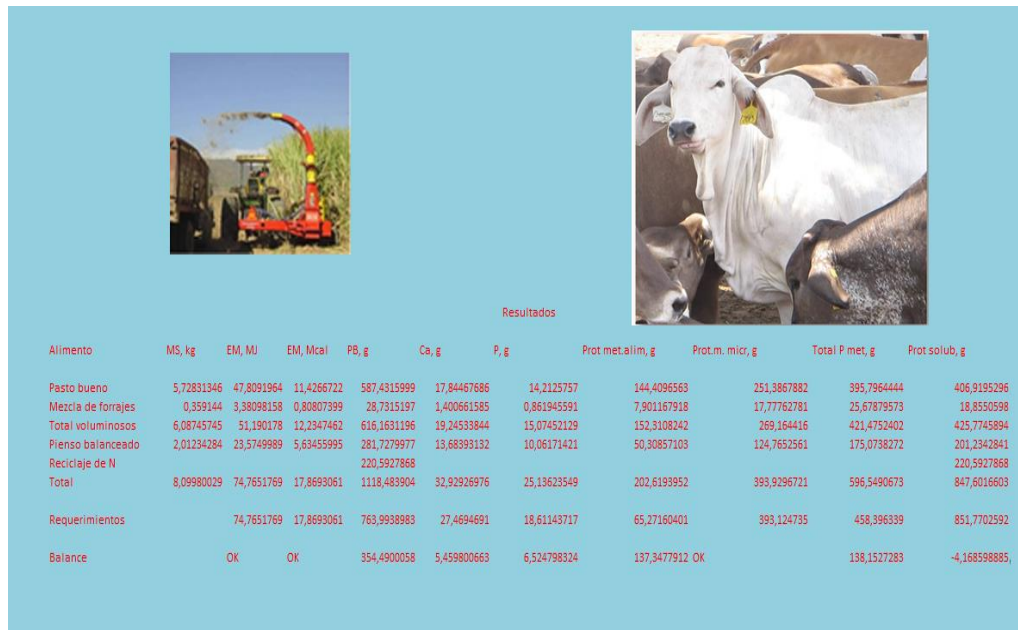 Resultados
Alimento MS, kg EM, MJ EM, Mcal PB, g Ca, g P, g Prot met.alim, g Prot.m. micr, g Total P met, g Prot solub, g
Pasto bueno 5,72831346 47,8091964 11,4266722 587,4315999 17,84467686 14,2125757 144,4096563 251,3867882 395,7964444 406,9195296
Mezcla de forrajes 0,359144 3,38098158 0,80807399 28,7315197 1,400661585 0,861945591 7,901167918 17,77762781 25,67879573 18,8550598
Total voluminosos 6,08745745 51,190178 12,2347462 616,1631196 19,24533844 15,07452129 152,3108242 269,164416 421,4752402 425,7745894
Pienso balanceado 2,01234284 23,5749989 5,63455995 281,7279977 13,68393132 10,06171421 50,30857103 124,7652561 175,0738272 201,2342841
Reciclaje de N 220,5927868 220,5927868
Total 8,09980029 74,7651769 17,8693061 1118,483904 32,92926976 25,13623549 202,6193952 393,9296721 596,5490673 847,6016603
Requerimientos 74,7651769 17,8693061 763,9938983 27,4694691 18,61143717 65,27160401 393,124735 458,396339 851,7702592
Balance OK OK 354,4900058 5,459800663 6,524798324 137,3477912 OK 138,1527283 -4,168598885,